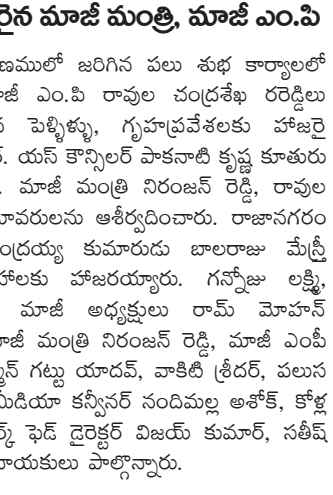 రైన మాజీ మంత్రి, మాజీ ఎం.పి
ణములో జరిగిన పలు శుభ కార్యాలలో
జీ ఎం.పి రావుల చంద్రశేఖ రరెడ్డిలు
పెళ్ళిళ్ళు, గృహప్రవేశలకు హాజరై
. యస్ కౌన్సిలర్ పాకనాటి కృష్ణ కూతురు
. మాజీ మంత్రి నిరంజన్ రెడ్డి, రావుల
ూవరులను ఆశీర్వదించారు. రాజానగరం
ంద్రయ్య కుమారుడు బాలరాజు మేస్త్రీ
హాలకు హాజరయ్యారు. గన్నోజు లక్ష్మి,
మాజీ అధ్యక్షులు రామ్ మోహన్
ాజీ మంత్రి నిరంజన్ రెడ్డి, మాజీ ఎంపీ
్మన్ గట్టు యాదవ్, వాకిటి శ్రీదర్, పలుస
మీడియా కన్వీనర్ నందిమల్ల అశోక్, కోళ్ల
ర్క్ ఫెడ్ డైరెక్టర్ విజయ్ కుమార్, సతీష్
ాయకులు పాల్గొన్నారు.